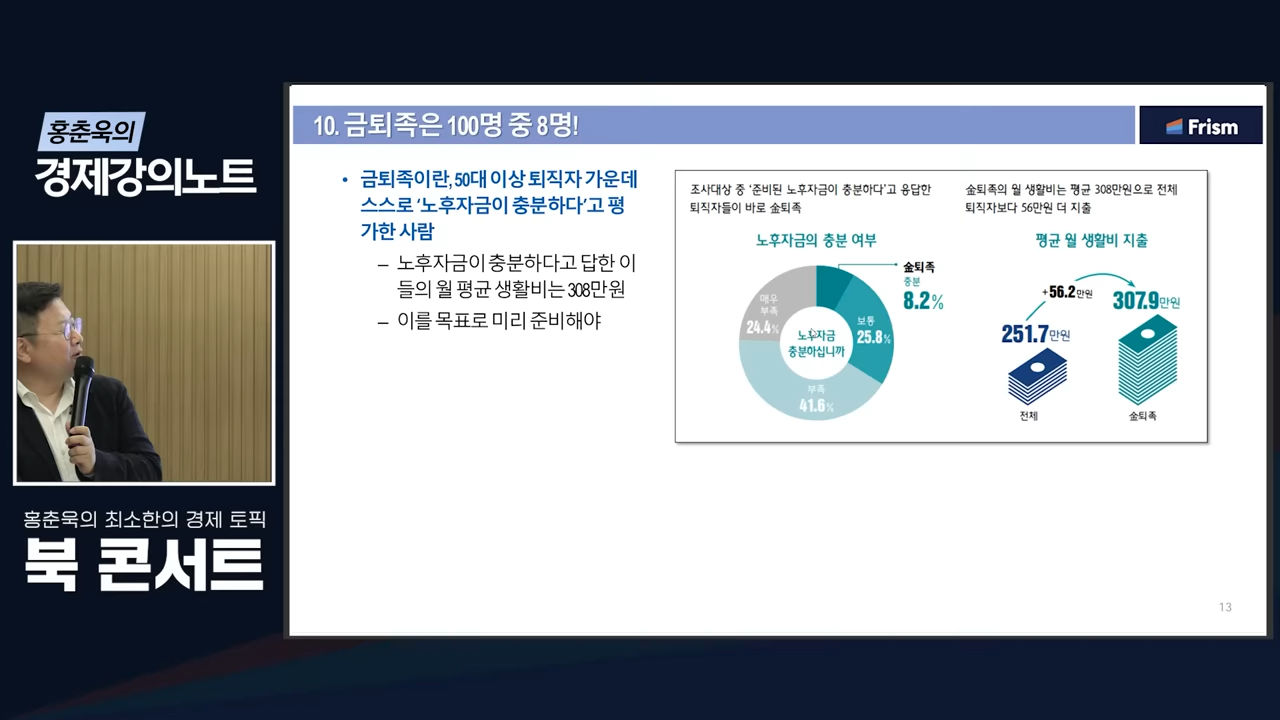 홍춘욱의
경제강의노트
홍춘욱의 최소한의 경제 토픽
북 콘서트
10. 금퇴족은 100명 중 8명!
Frism
• 금퇴족이란, 50대 이상 퇴직자 가운데
스스로 ‘노후자금이 충분하다’고 평
가한 사람
– 노후자금이 충분하다고 답한 이
들의 월 평균 생활비는 308만원
– 이를 목표로 미리 준비해야
조사대상 중 ‘준비된 노후자금이 충분하다’고 응답한
퇴직자들이 바로 金퇴족
노후자금의 충분 여부
金퇴족
충분
8.2%
보통
25.8%
부족
41.6%
매우
부족
24.4%
노후자금
충분하십니까
金퇴족의 월 생활비는 평균 308만원으로 전체
퇴직자보다 56만원 더 지출
평균 월 생활비 지출
+56.2만원
307.9만원
251.7만원
전체
金퇴족
13